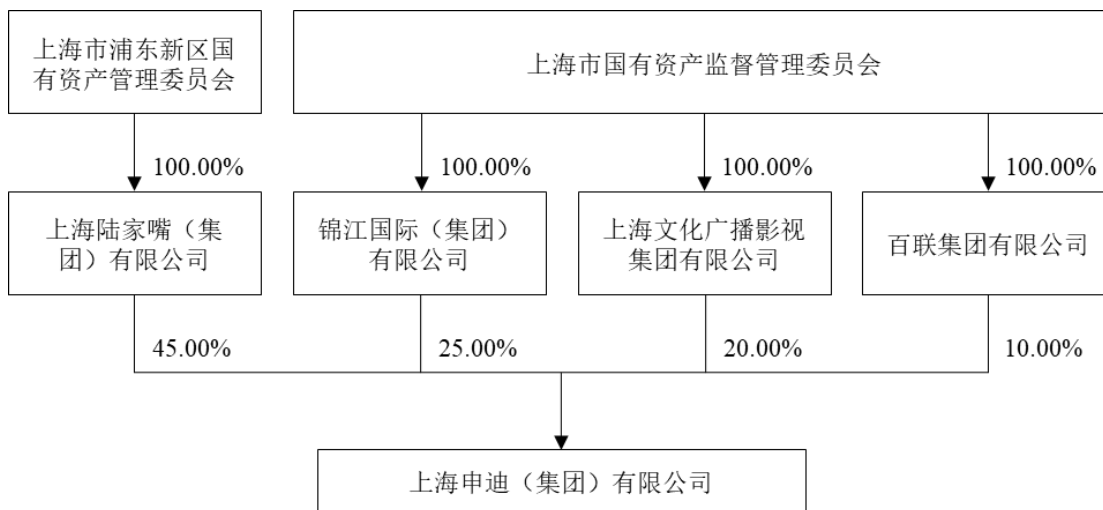 上海市浦东新区国
有资产管理委员会
上海市国有资产监督管理委员会
100.00%
100.00%
100.00%
100.00%
上海陆家嘴（集
团）有限公司
锦江国际（集团）
有限公司
上海文化广播影视
集团有限公司
百联集团有限公司
45.00%
25.00%
20.00%
10.00%
上海申迪（集团）有限公司